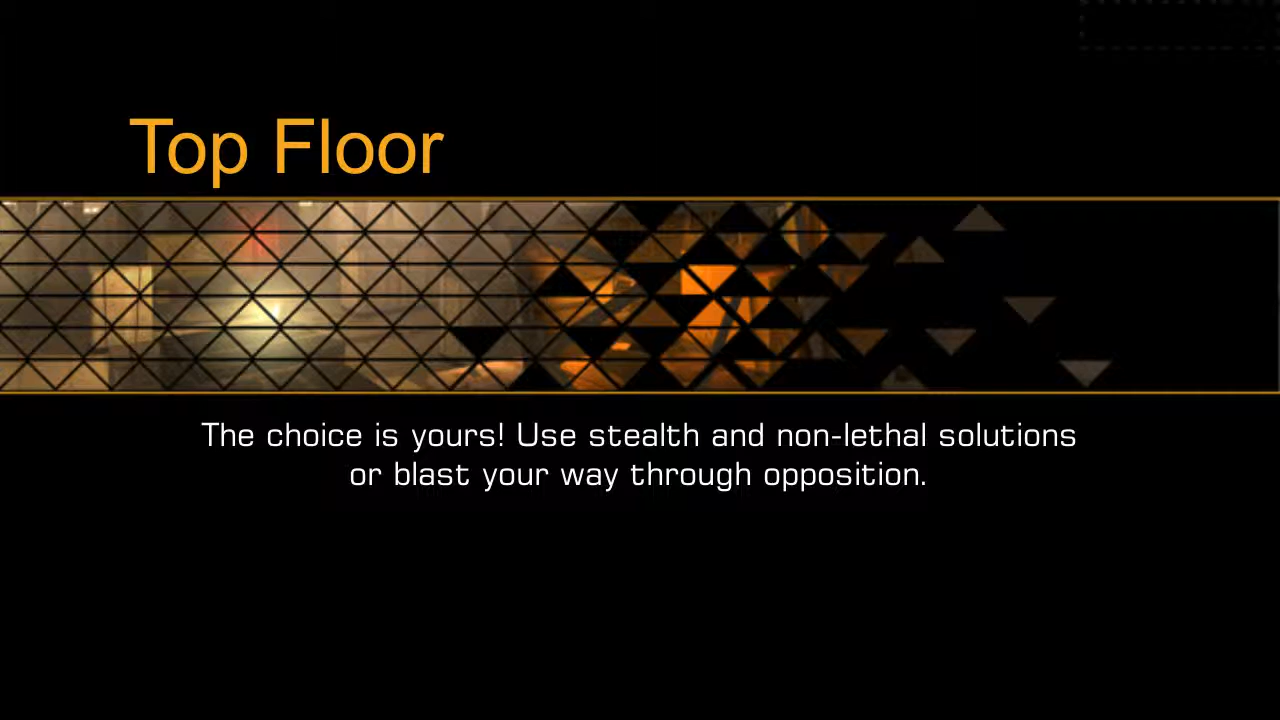 Top Floor
The choice is yours! Use stealth and non-lethal solutions
or blast your way through opposition.